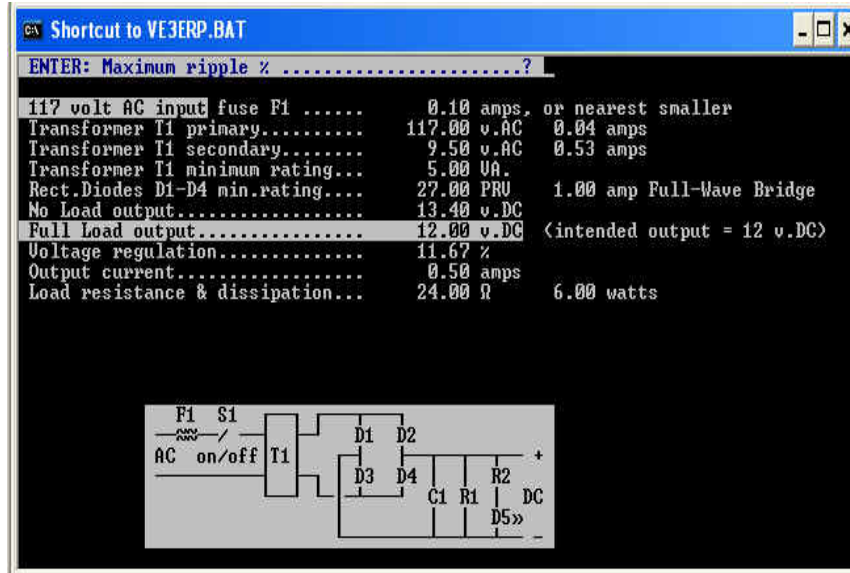 Shortcut to VE3ERP.BAT
ENTER: Maximum ripple % ........................?
117 volt AC input fuse F1 ...... 0.10 amps, or nearest smaller
Transformer T1 primary.......... 117.00 v.AC 0.04 amps
Transformer T1 secondary........ 9.50 v.AC 0.53 amps
Transformer T1 minimum rating... 5.00 VA.
Rect.Diodes D1-D4 min.rating.... 27.00 PRV 1.00 amp Full-Wave Bridge
No Load output.................. 13.40 v.DC
Full Load output................ 12.00 v.DC (intended output = 12 v.DC)
Voltage regulation.............. 11.67 %
Output current.................. 0.50 amps
Load resistance & dissipation... 24.00 Ω 6.00 watts
F1 S1
D1 D2
AC on/off T1 +
D3 D4 R2
C1 R1 DC
D5»
-